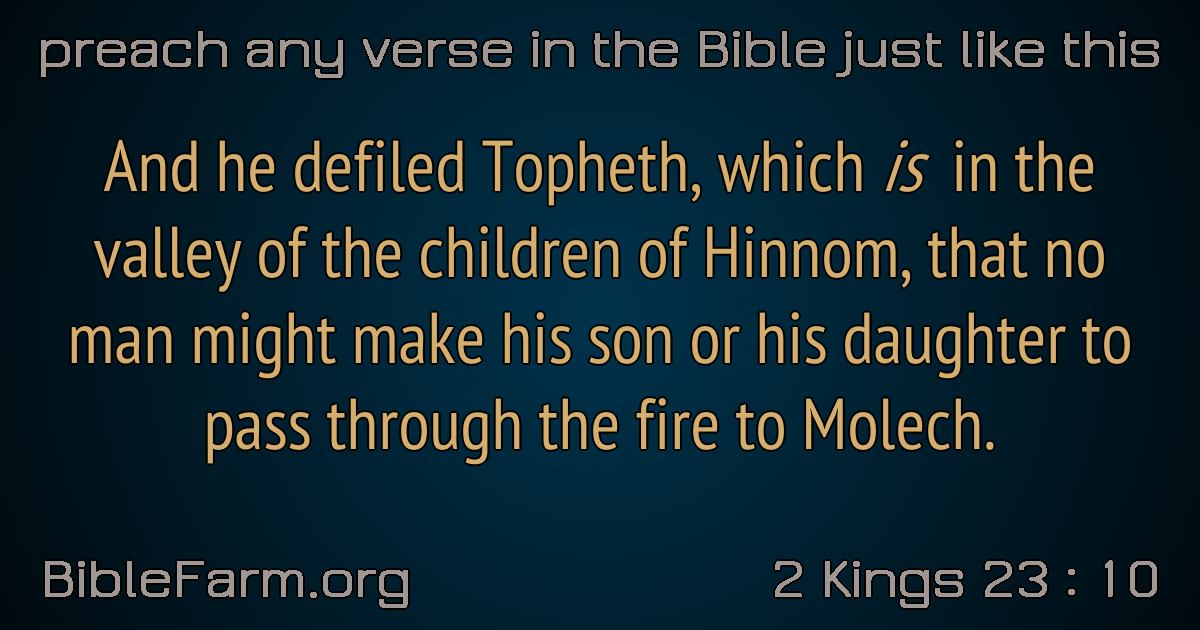 preach any verse in the Bible just like this
And he defiled Topheth, which is in the
valley of the children of Hinnom, that no
man might make his son or his daughter to
pass through the fire to Molech.
BibleFarm.org
2 Kings 23 : 10